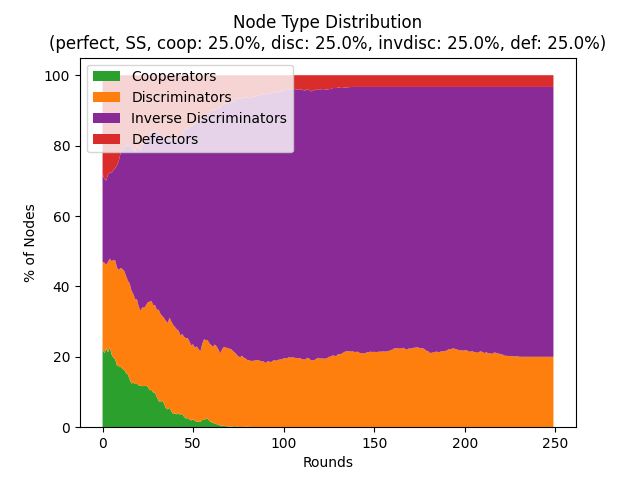 Node Type Distribution
(perfect, SS, coop: 25.0%, disc: 25.0%, invdisc: 25.0%, def: 25.0%)
Cooperators
Discriminators
Inverse Discriminators
Defectors
% of Nodes
100
80
60
40
20
0
0 50 100 150 200 250
Rounds